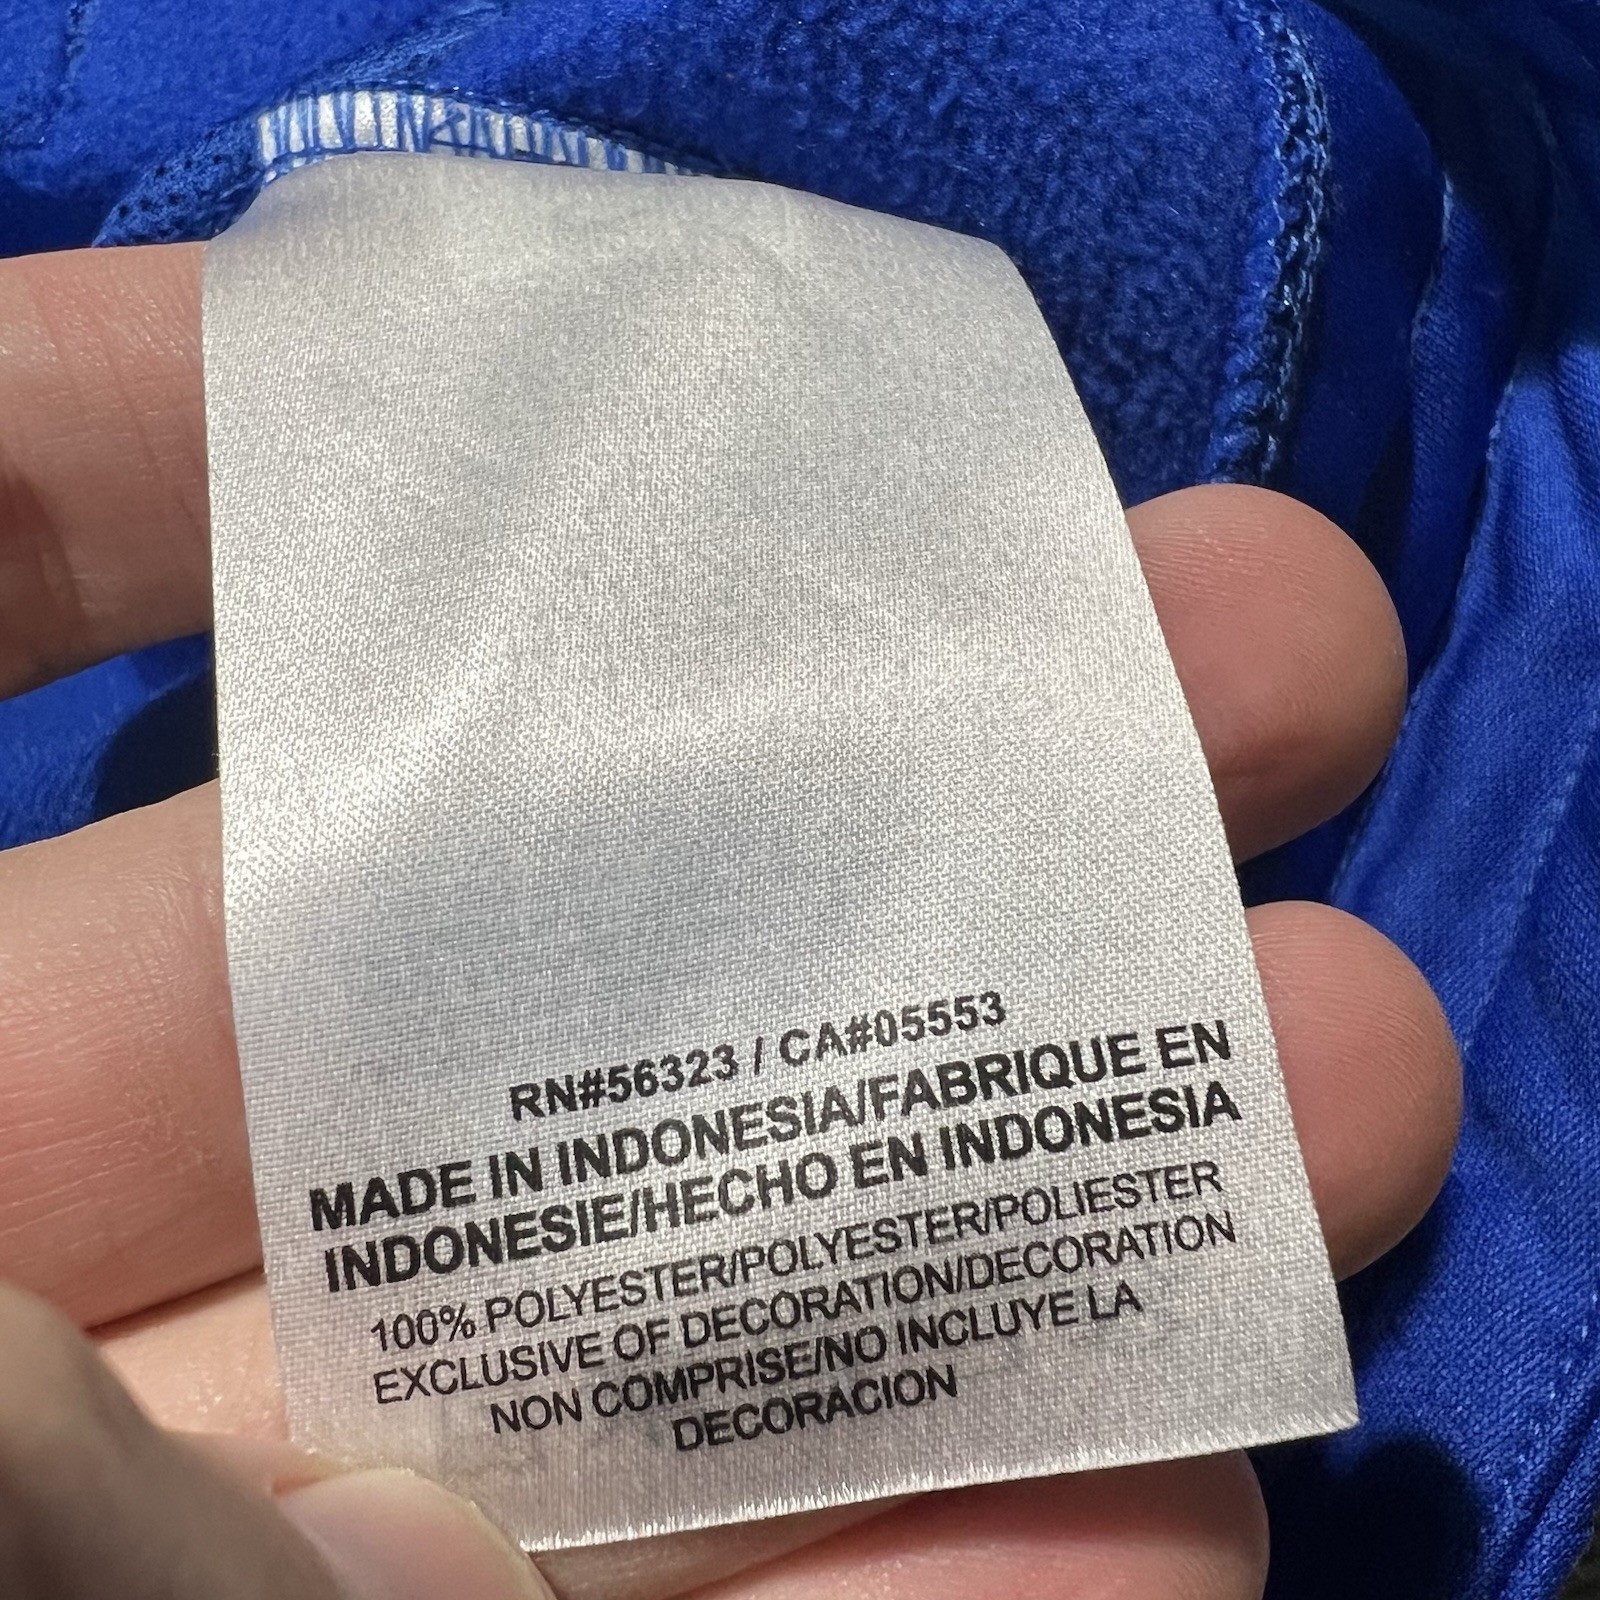 RN#56323 / CA#05553
MADE IN INDONESIA/FABRIQUE EN
INDONESIE/HECHO EN INDONESIA
100% POLYESTER/POLYESTER/POLIESTER
EXCLUSIVE OF DECORATION/DECORATION
NON COMPRISE/NO INCLUYE LA
DECORACION